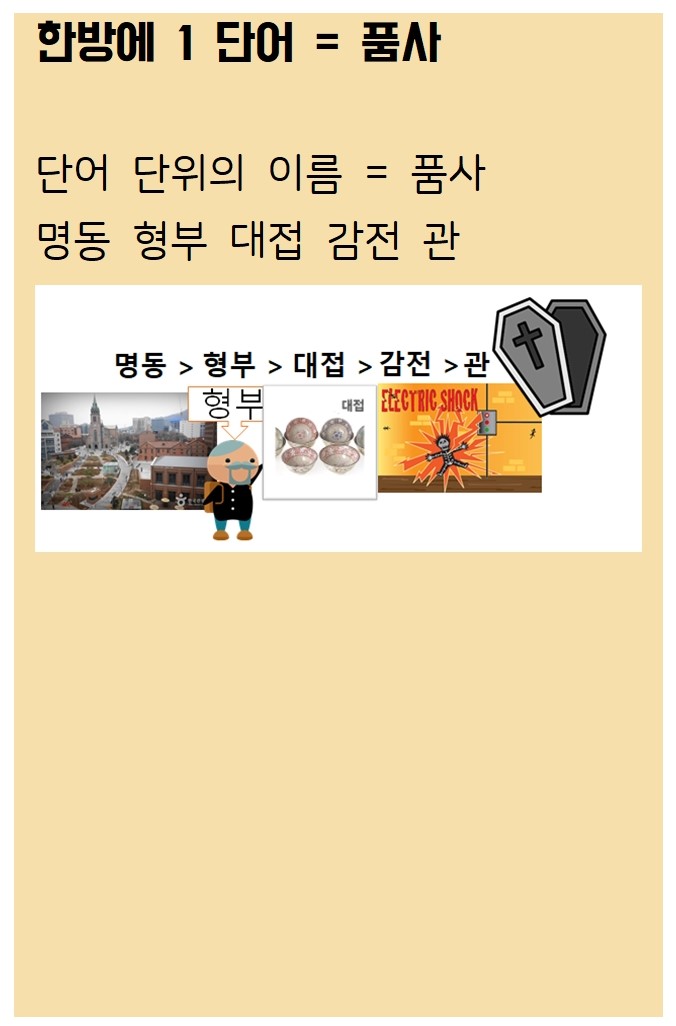 한방에 1 단어 = 품사
단어 단위의 이름 = 품사
명동 형부 대접 감전 관
명동 > 형부 > 대접 > 감전 > 관
형부
대접
ELECTRIC SHOCK